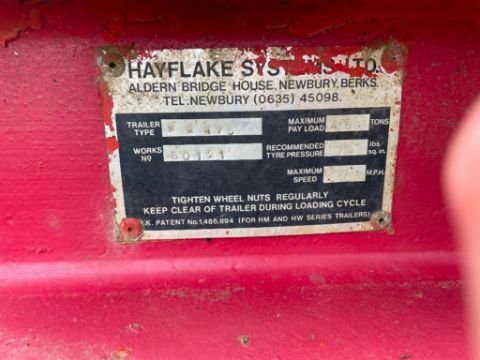 HAYFLAKE SYSTEMS LTD.
ALDERN BRIDGE HOUSE, NEWBURY, BERKS.
TEL. NEWBURY (0635) 45098.
TRAILER TYPE
MAXIMUM PAY LOAD TONS
WORKS No 80121
RECOMMENDED TYRE PRESSURE lbs sq. in.
MAXIMUM SPEED M.P.H.
TIGHTEN WHEEL NUTS REGULARLY
KEEP CLEAR OF TRAILER DURING LOADING CYCLE
U.K. PATENT No. 1,486,894 (FOR HM AND HW SERIES TRAILERS)